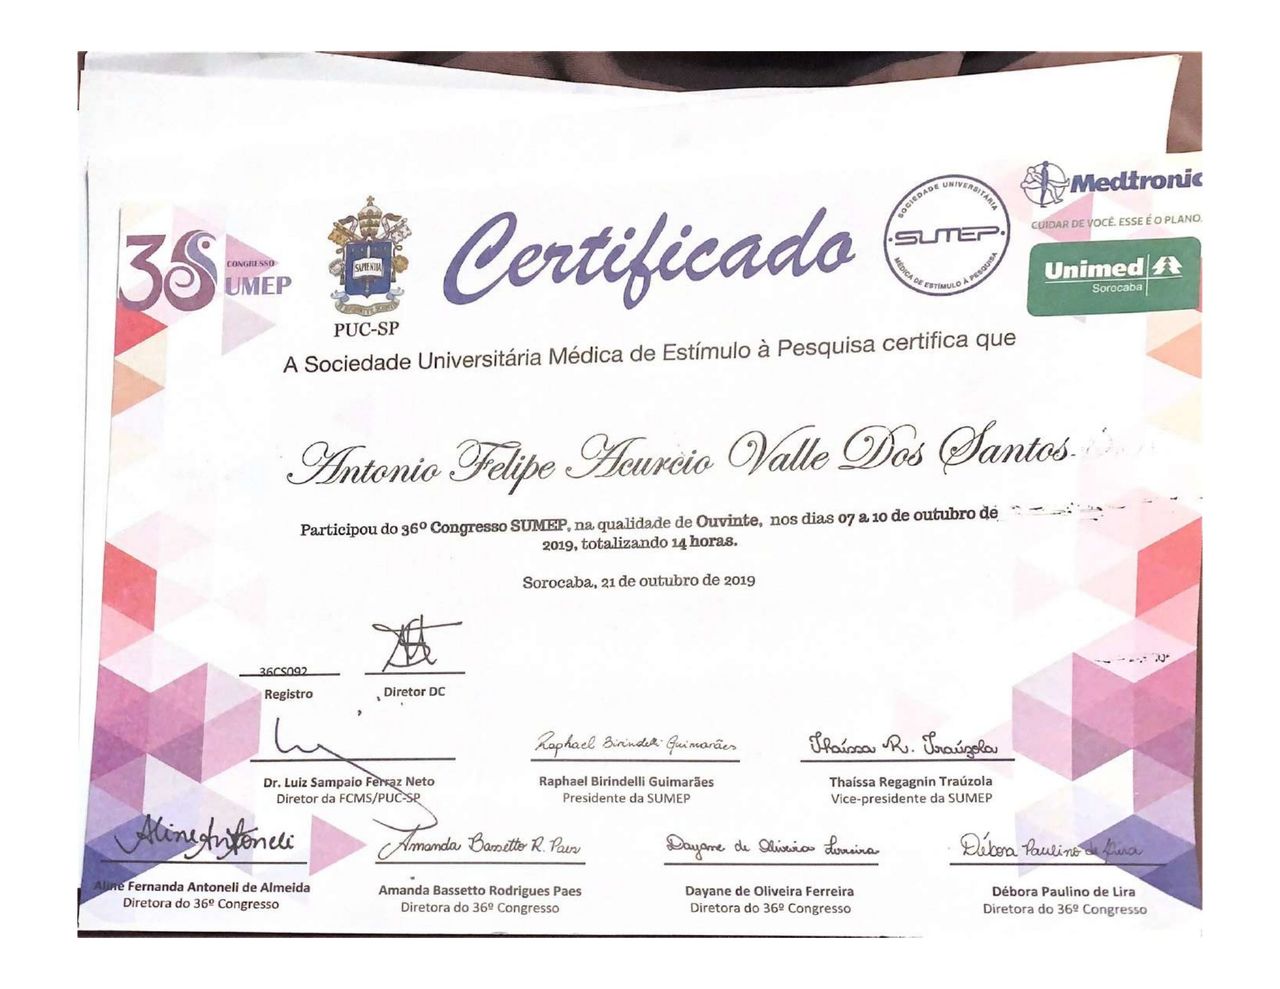 36
CONGRESSO
SUMEP
SAPIENTIA
PUC-SP
Certificado
SOCIEDADE UNIVERSITÁRIA
SUMEP
MÉDICA DE ESTÍMULO À PESQUISA
Medtronic
CUIDAR DE VOCÊ. ESSE É O PLANO.
Unimed
Sorocaba
A Sociedade Universitária Médica de Estímulo à Pesquisa certifica que
Antonio Felipe Acurcio Valle Dos Santos
Participou do 36º Congresso SUMEP, na qualidade de Ouvinte, nos dias 07 a 10 de outubro de
2019, totalizando 14 horas.
Sorocaba, 21 de outubro de 2019
36CS092
Registro
Diretor DC
Raphael Birindelli Guimarães
Thaíssa R. Traúzola
Dr. Luiz Sampaio Ferraz Neto
Diretor da FCMS/PUC-SP
Raphael Birindelli Guimarães
Presidente da SUMEP
Thaíssa Regagnin Traúzola
Vice-presidente da SUMEP
Aline Antoneli
Amanda Bassetto R. Paes
Dayane de Oliveira Ferreira
Débora Paulino de Lira
Aline Fernanda Antoneli de Almeida
Diretora do 36º Congresso
Amanda Bassetto Rodrigues Paes
Diretora do 36º Congresso
Dayane de Oliveira Ferreira
Diretora do 36º Congresso
Débora Paulino de Lira
Diretora do 36º Congresso